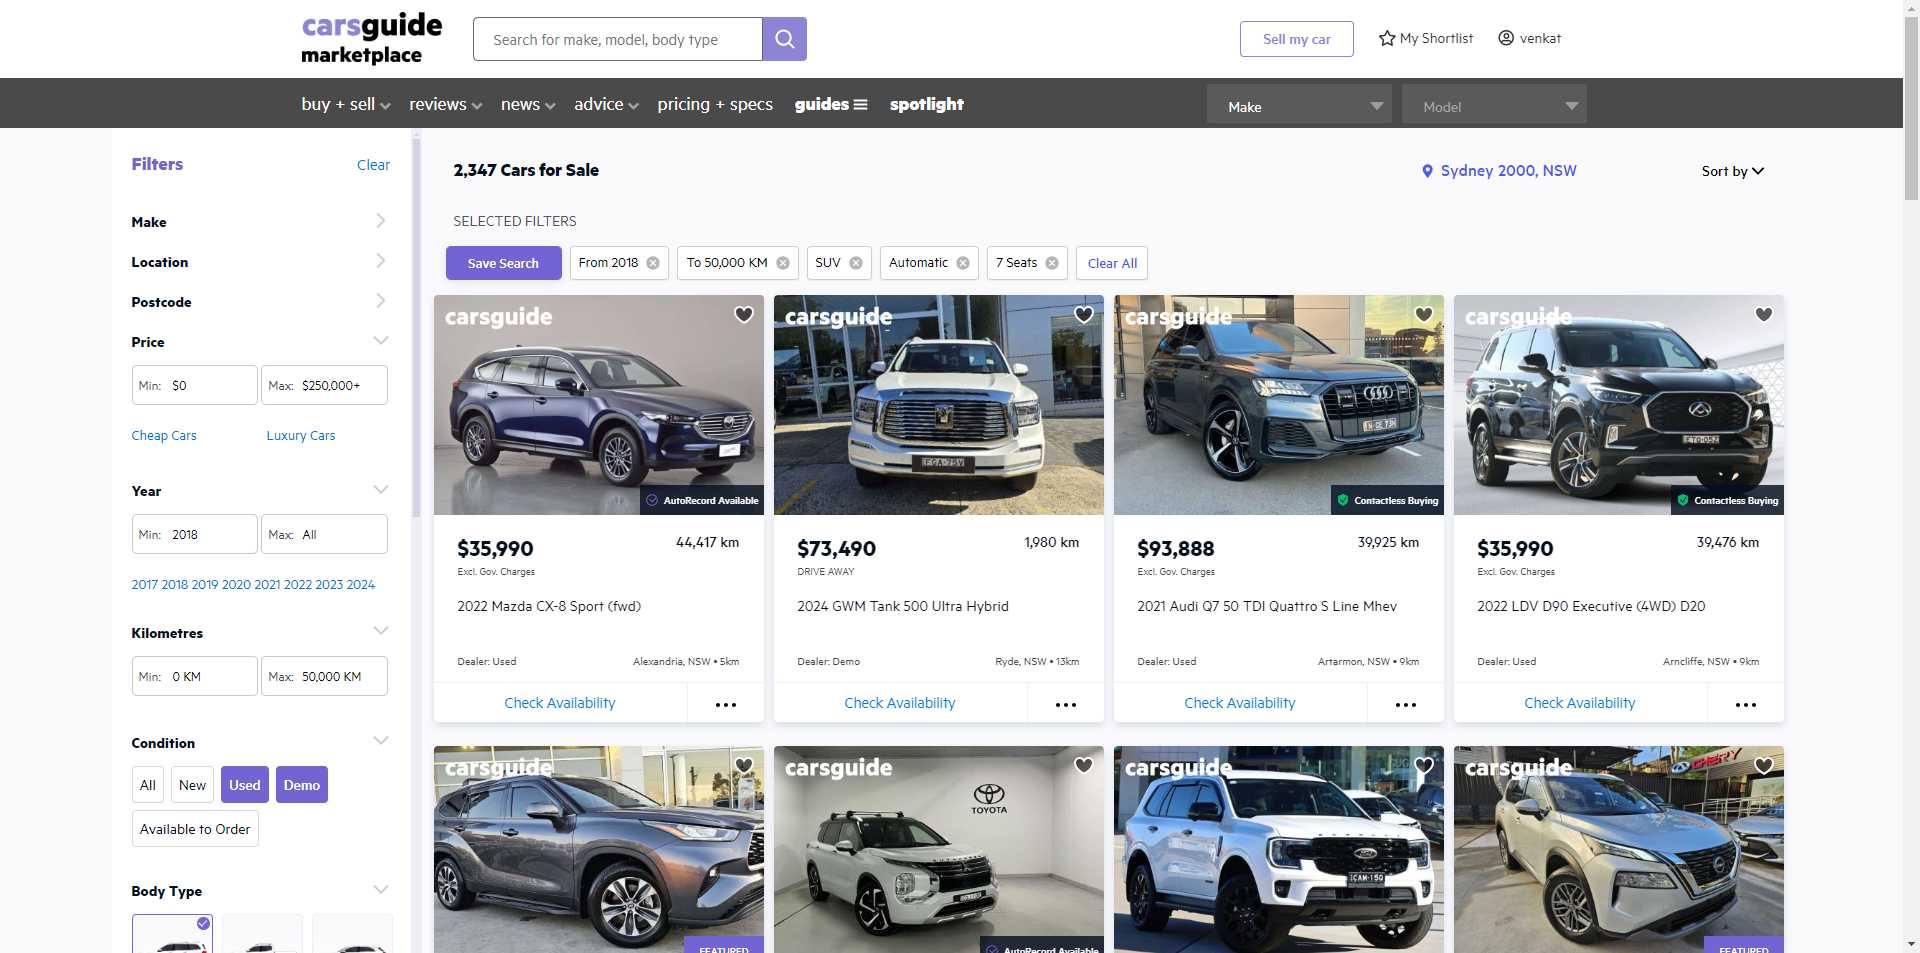 carsguide
marketplace
Search for make, model, body type
Sell my car
My Shortlist
venkat
buy + sell
reviews
news
advice
pricing + specs
guides
spotlight
Make
Model
Filters
Clear
Make
Location
Postcode
Price
Min: $0
Max: $250,000+
Cheap Cars
Luxury Cars
Year
Min: 2018
Max: All
2017 2018 2019 2020 2021 2022 2023 2024
Kilometres
Min: 0 KM
Max: 50,000 KM
Condition
All
New
Used
Demo
Available to Order
Body Type
2,347 Cars for Sale
Sydney 2000, NSW
Sort by
SELECTED FILTERS
Save Search
From 2018
To 50,000 KM
SUV
Automatic
7 Seats
Clear All
carsguide
AutoRecord Available
$35,990
44,417 km
Excl. Gov. Charges
2022 Mazda CX-8 Sport (fwd)
Dealer: Used
Alexandria, NSW • 5km
Check Availability
carsguide
$73,490
1,980 km
DRIVE AWAY
2024 GWM Tank 500 Ultra Hybrid
Dealer: Demo
Ryde, NSW • 13km
Check Availability
carsguide
Contactless Buying
$93,888
39,925 km
Excl. Gov. Charges
2021 Audi Q7 50 TDI Quattro S Line Mhev
Dealer: Used
Artarmon, NSW • 9km
Check Availability
carsguide
Contactless Buying
$35,990
39,476 km
Excl. Gov. Charges
2022 LDV D90 Executive (4WD) D20
Dealer: Used
Arncliffe, NSW • 9km
Check Availability
carsguide
FEATURED
carsguide
TOYOTA
AutoRecord Available
carsguide
carsguide
CHERY
FEATURED